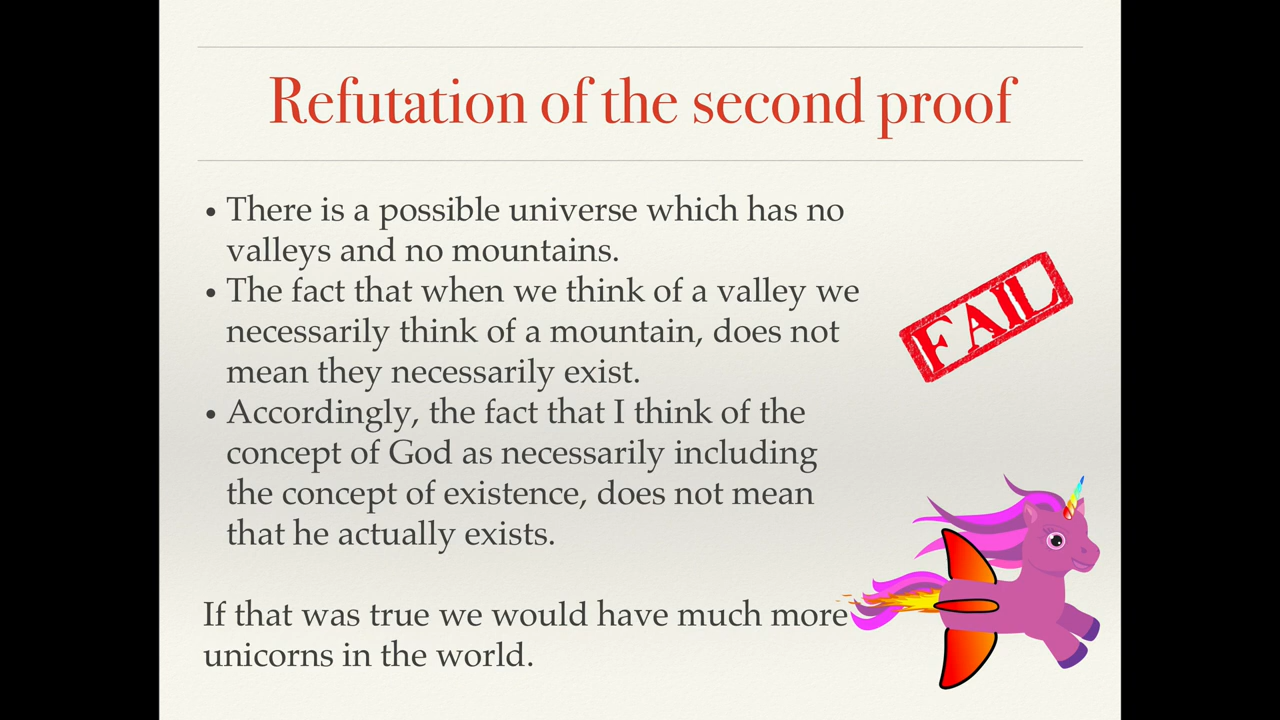 Refutation of the second proof
• There is a possible universe which has no
valleys and no mountains.
• The fact that when we think of a valley we
necessarily think of a mountain, does not
mean they necessarily exist.
• Accordingly, the fact that I think of the
concept of God as necessarily including
the concept of existence, does not mean
that he actually exists.
If that was true we would have much more
unicorns in the world.
FAIL